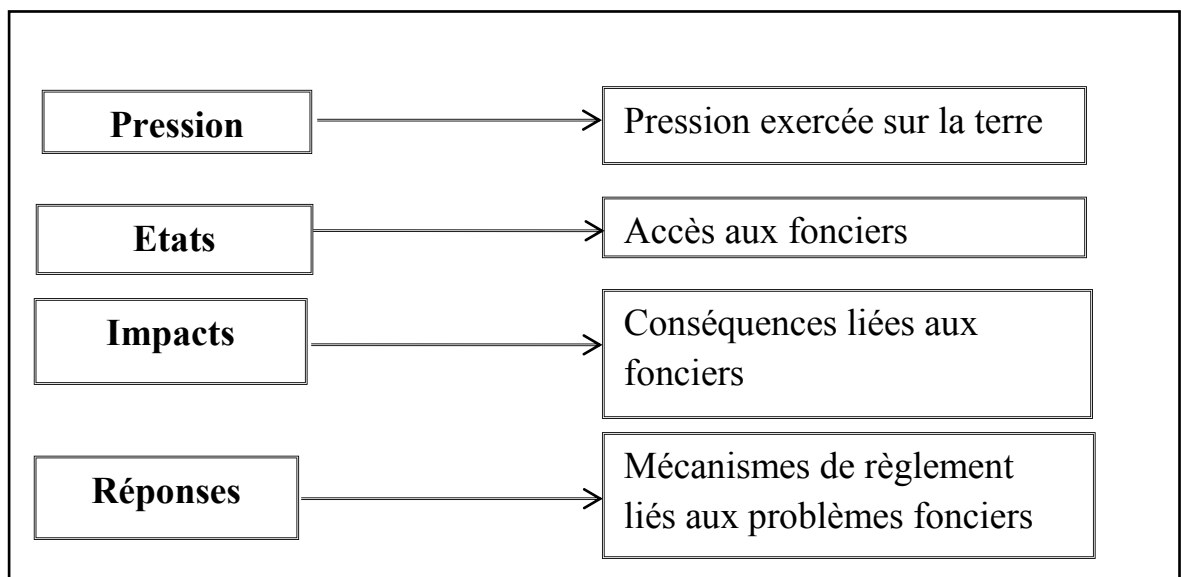 Pression
Pression exercée sur la terre
Etats
Accès aux fonciers
Impacts
Conséquences liées aux
fonciers
Réponses
Mécanismes de règlement
liés aux problèmes fonciers